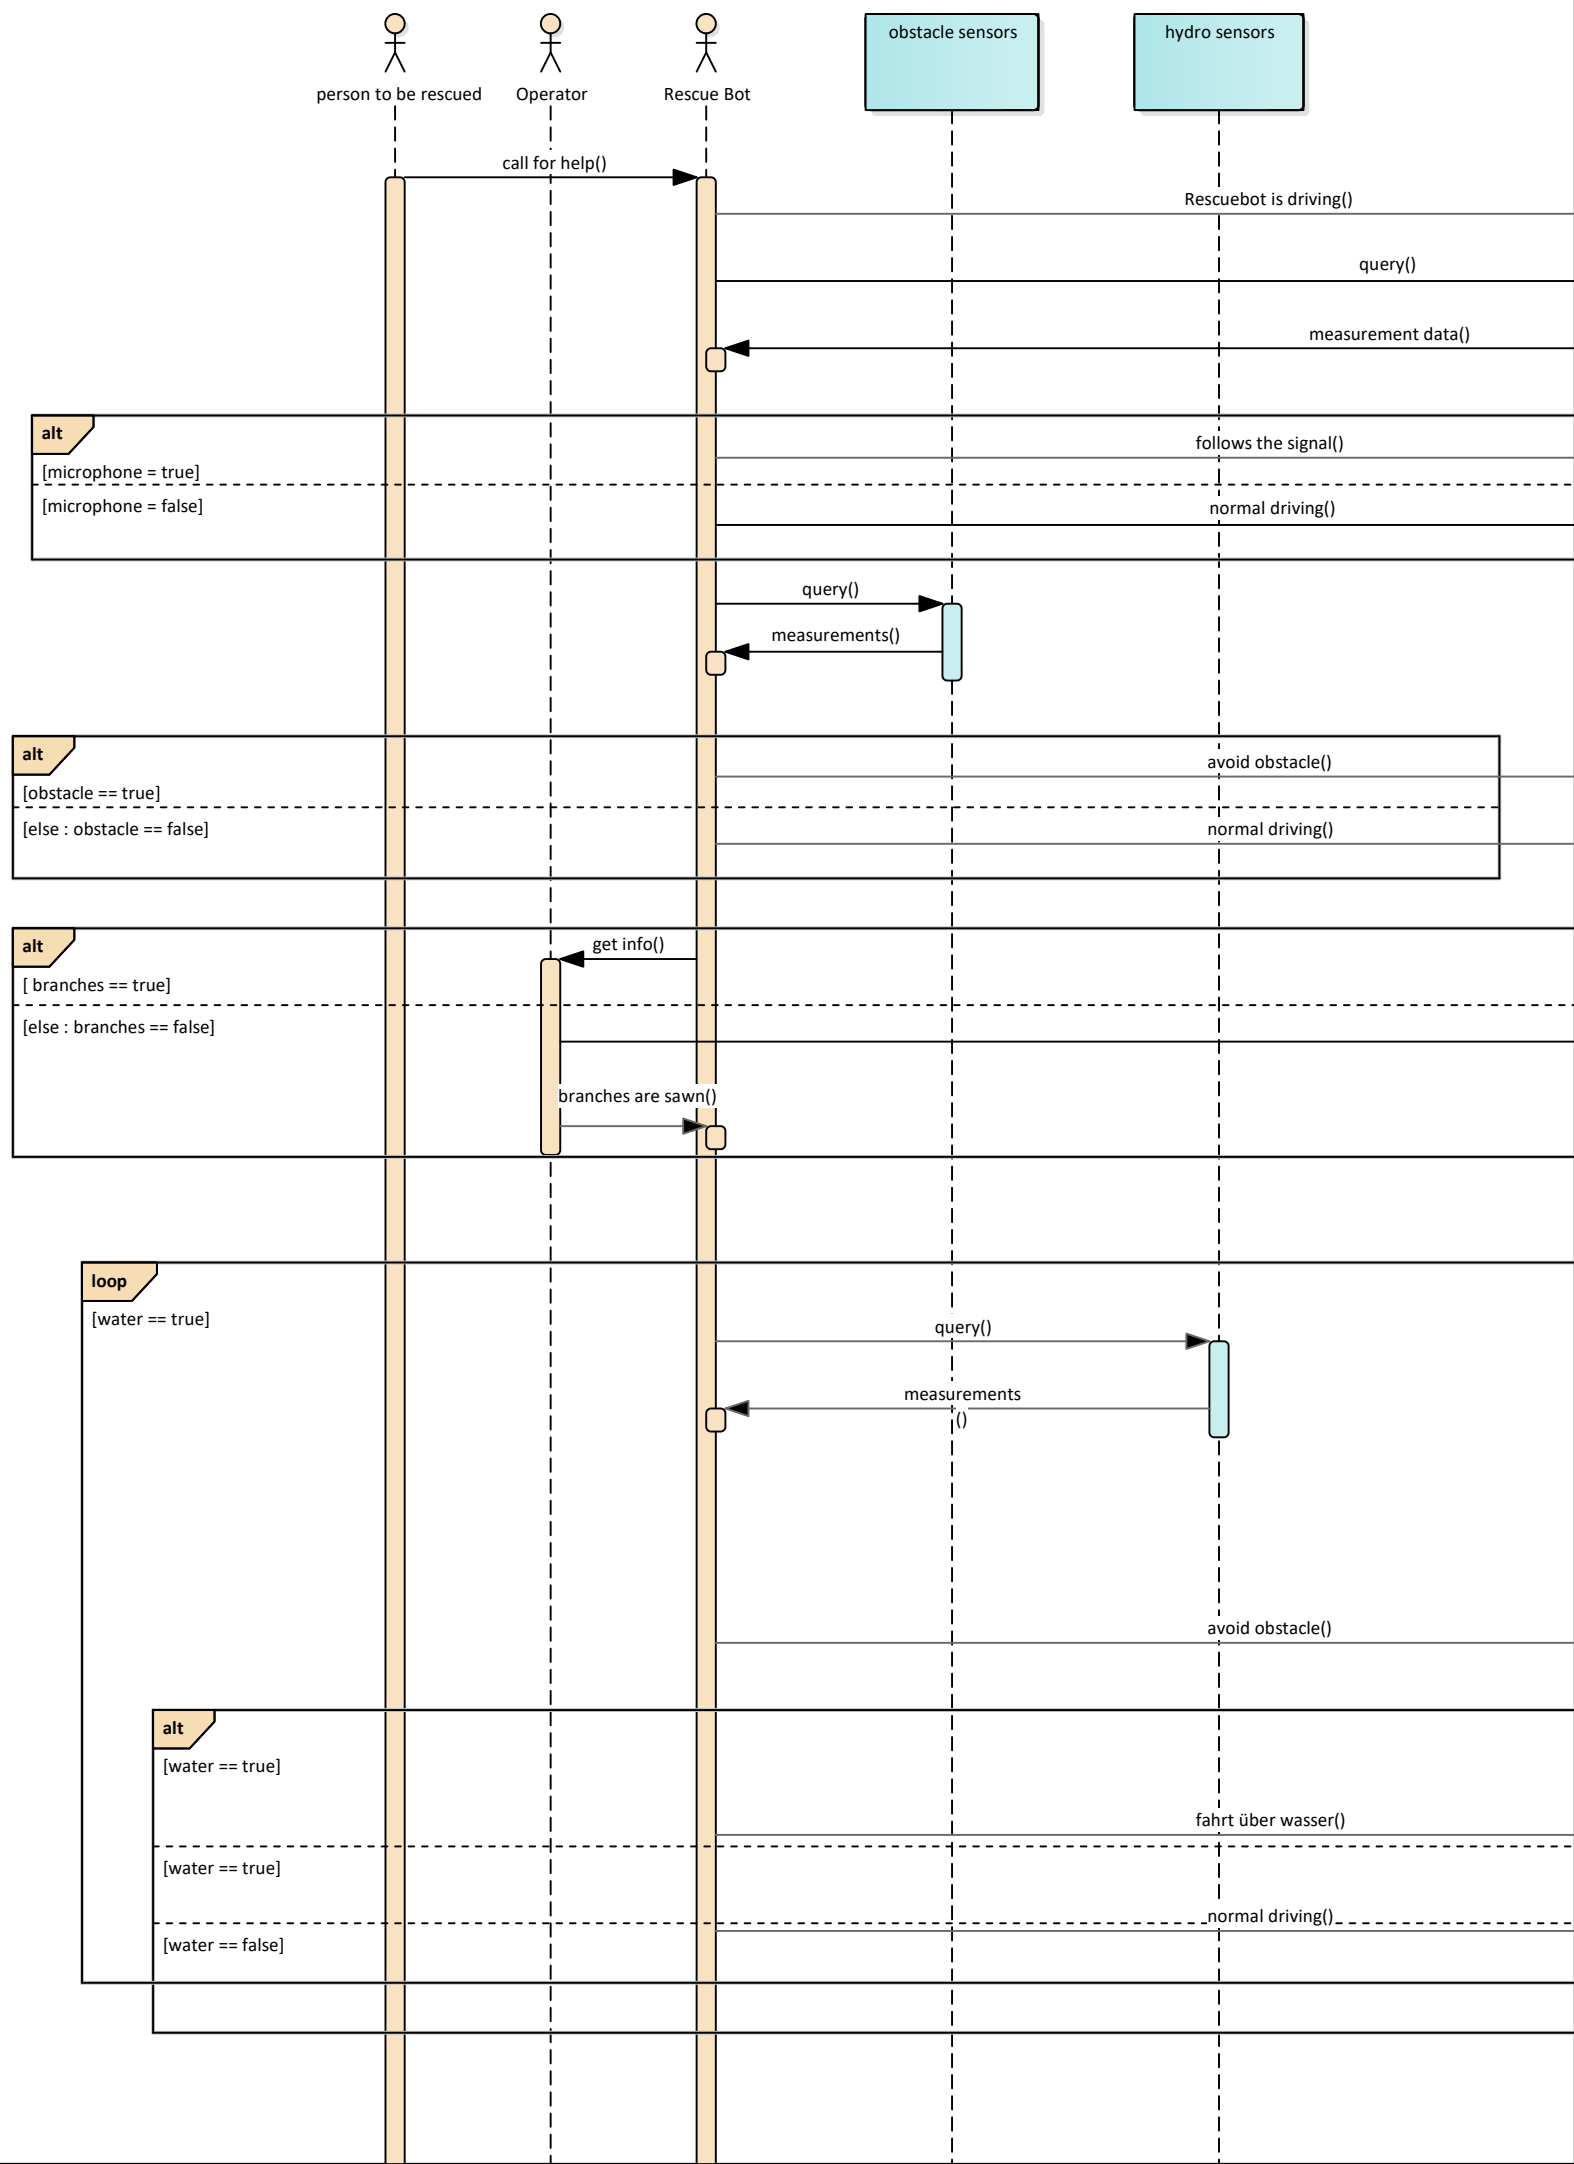 person to be rescued
Operator
Rescue Bot
obstacle sensors
hydro sensors
call for help()
Rescuebot is driving()
query()
measurement data()
alt
follows the signal()
[microphone = true]
[microphone = false]
normal driving()
query()
measurements()
alt
avoid obstacle()
[obstacle == true]
[else : obstacle == false]
normal driving()
alt
get info()
[ branches == true]
[else : branches == false]
branches are sawn()
loop
[water == true]
query()
measurements
()
avoid obstacle()
alt
[water == true]
fahrt über wasser()
[water == true]
normal driving()
[water == false]